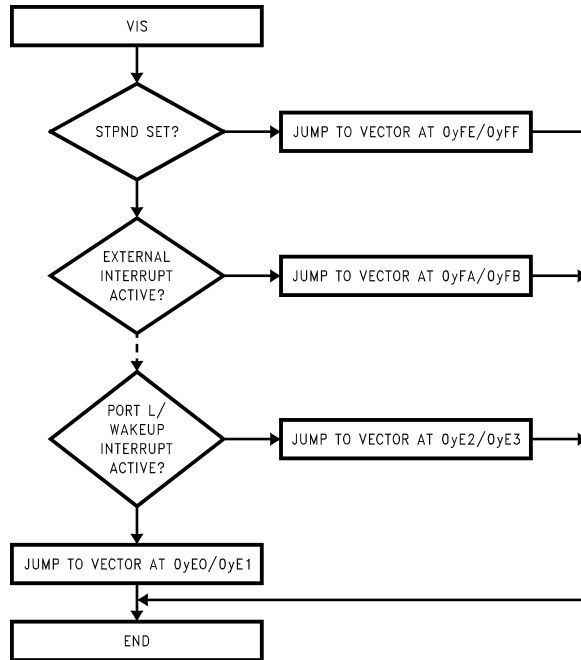 VIS
STPND SET?
JUMP TO VECTOR AT 0yFE/0yFF
EXTERNAL
INTERRUPT
ACTIVE?
JUMP TO VECTOR AT 0yFA/0yFB
PORT L/
WAKEUP
INTERRUPT
ACTIVE?
JUMP TO VECTOR AT 0yE2/0yE3
JUMP TO VECTOR AT 0yE0/0yE1
END